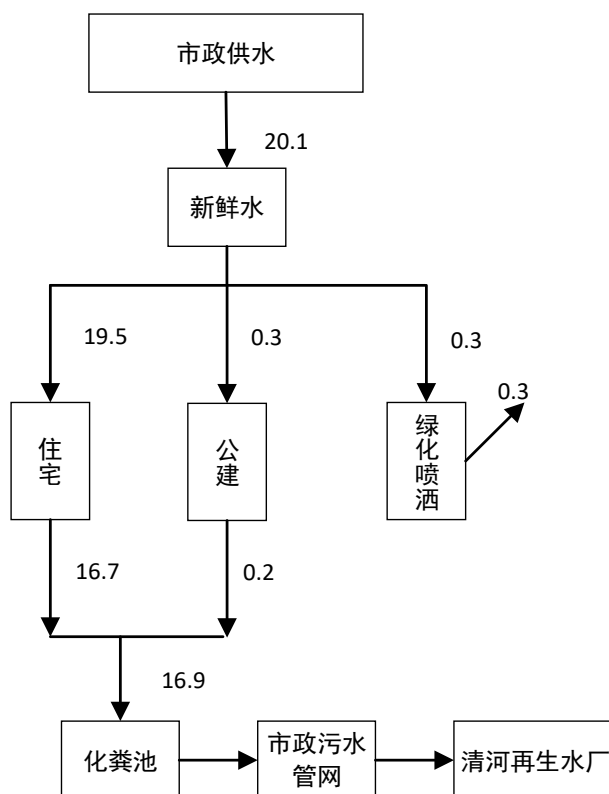 市政供水
20.1
新鲜水
19.5
0.3
0.3
0.3
住宅
公建
绿化喷洒
16.7
0.2
16.9
化粪池
市政污水
管网
清河再生水厂